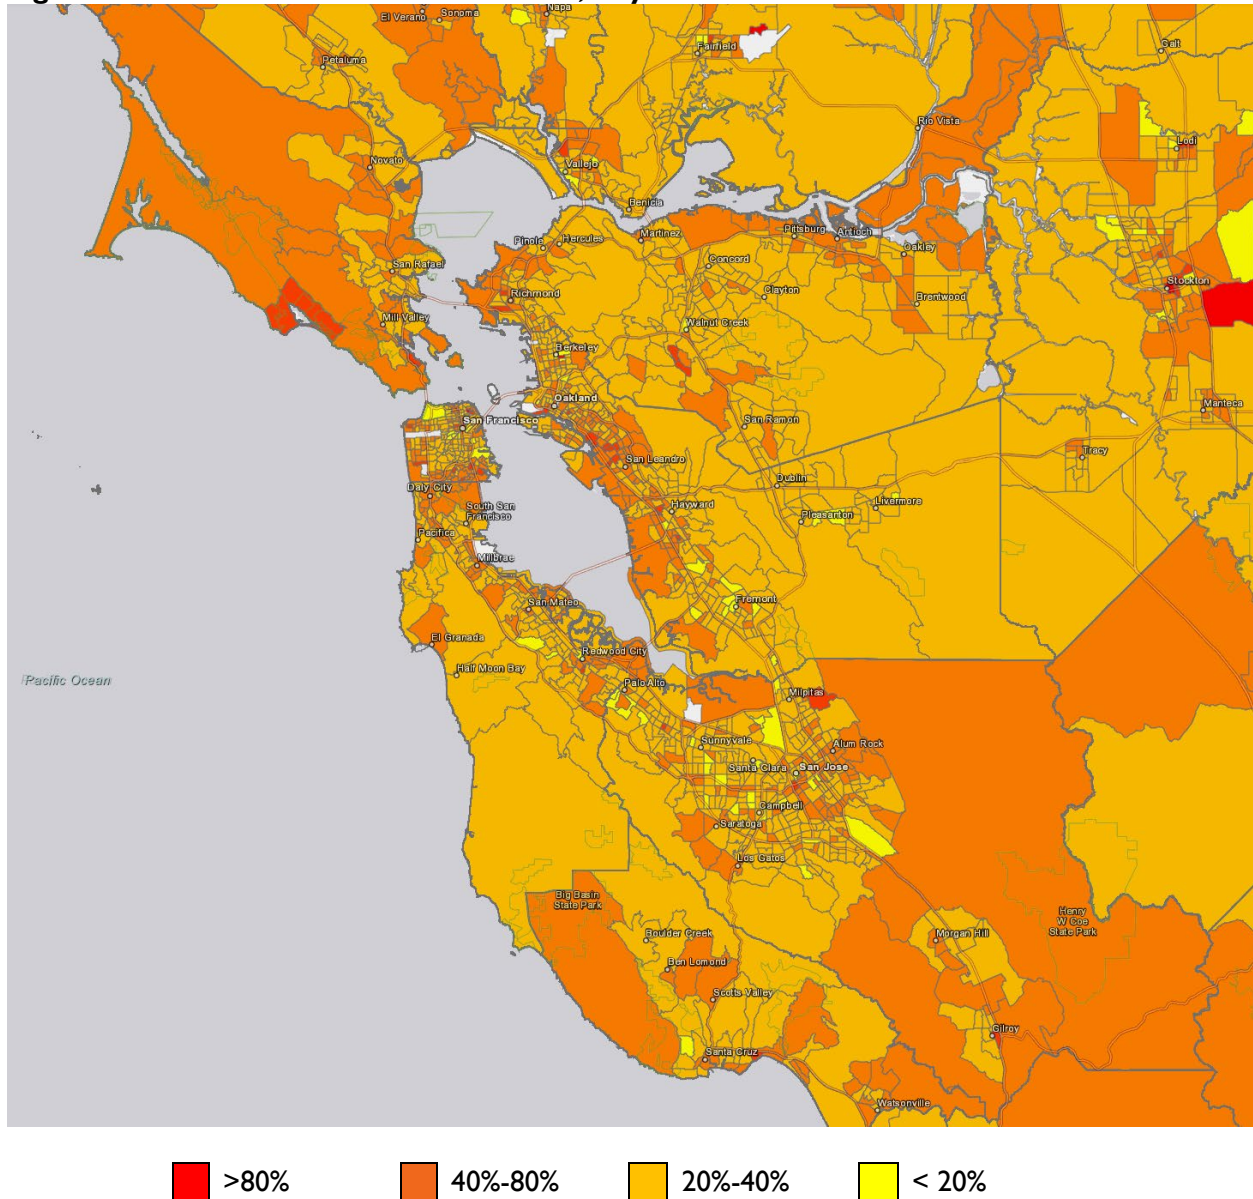 El Verano
Sonoma
Napa
Fairfield
Galt
Petaluma
Rio Vista
Lodi
Novato
Vallejo
Benicia
Martinez
Pinole
Hercules
Pittsburg
Antioch
Oakley
San Rafael
Concord
Clayton
Stockton
Richmond
Brentwood
Mill Valley
Walnut Creek
Berkeley
Oakland
Manteca
San Francisco
San Ramon
San Leandro
Tracy
Dublin
Daly City
Livermore
South San
Francisco
Hayward
Pleasanton
Pacifica
Millbrae
San Mateo
Fremont
El Granada
Redwood City
Half Moon Bay
Pacific Ocean
Palo Alto
Milpitas
Sunnyvale
Alum Rock
Santa Clara
San Jose
Campbell
Saratoga
Los Gatos
Big Basin
State Park
Henry
W Coe
State Park
Boulder Creek
Morgan Hill
Ben Lomond
Scotts Valley
Gilroy
Santa Cruz
Watsonville
>80% 40%-80% 20%-40% < 20%